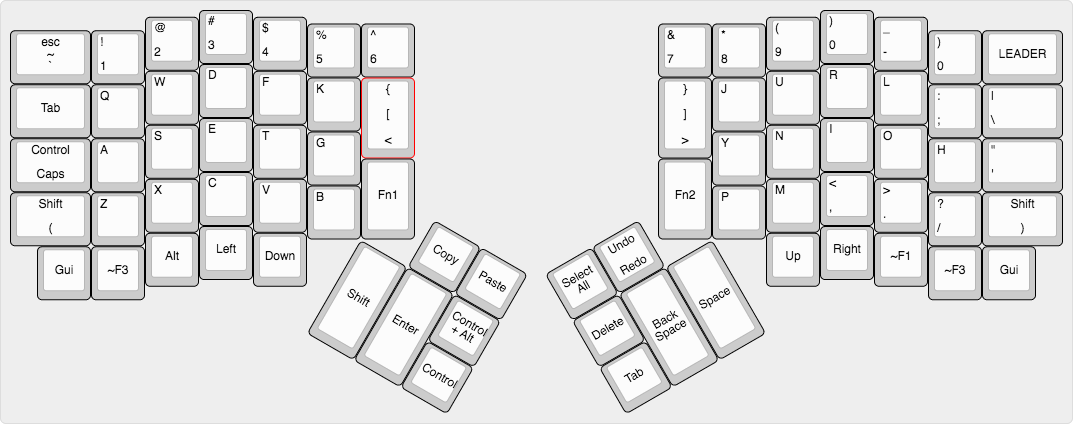 esc
~
`
!
1
@
2
#
3
$
4
%
5
^
6
Tab
Q
W
D
F
K
{
[
<
Control
Caps
A
S
E
T
G
Shift
(
Z
X
C
V
B
Fn1
Gui
~F3
Alt
Left
Down
Copy
Paste
Shift
Enter
Control
+ Alt
Control
&
7
*
8
(
9
)
0
_
-
)
0
LEADER
}
]
>
J
U
R
L
:
;
|
\
Y
N
I
O
H
"
'
Fn2
P
M
<
,
>
.
?
/
Shift
)
Up
Right
~F1
~F3
Gui
Select
All
Undo
Redo
Delete
Back
Space
Space
Tab